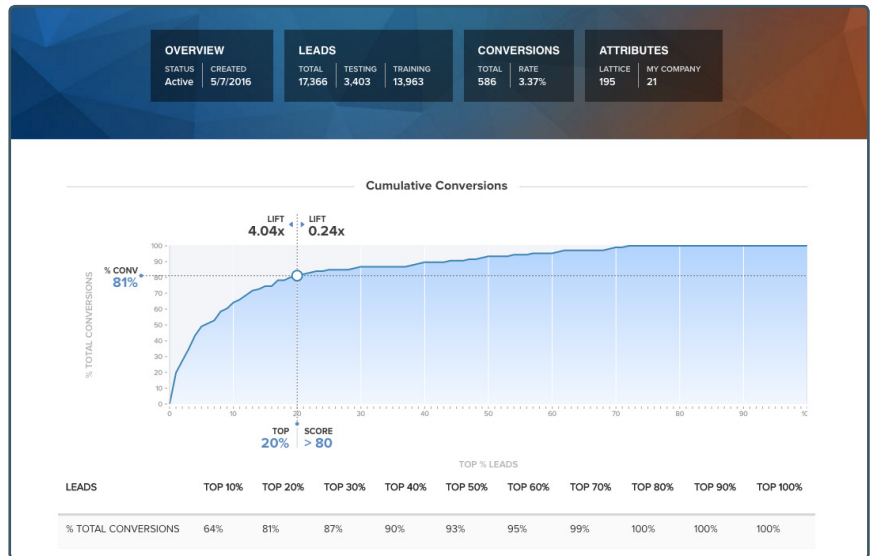 OVERVIEW
STATUS CREATED
Active 5/7/2016
LEADS
TOTAL TESTING TRAINING
17,366 3,403 13,963
CONVERSIONS
TOTAL RATE
586 3.37%
ATTRIBUTES
LATTICE MY COMPANY
195 21
Cumulative Conversions
LIFT LIFT
4.04x 0.24x
% CONV
81%
% TOTAL CONVERSIONS
100
90
80
70
60
50
40
30
20
10
0
0 10 20 30 40 50 60 70 80 90 10
TOP SCORE
20% > 80
TOP % LEADS
LEADS TOP 10% TOP 20% TOP 30% TOP 40% TOP 50% TOP 60% TOP 70% TOP 80% TOP 90% TOP 100%
% TOTAL CONVERSIONS 64% 81% 87% 90% 93% 95% 99% 100% 100% 100%